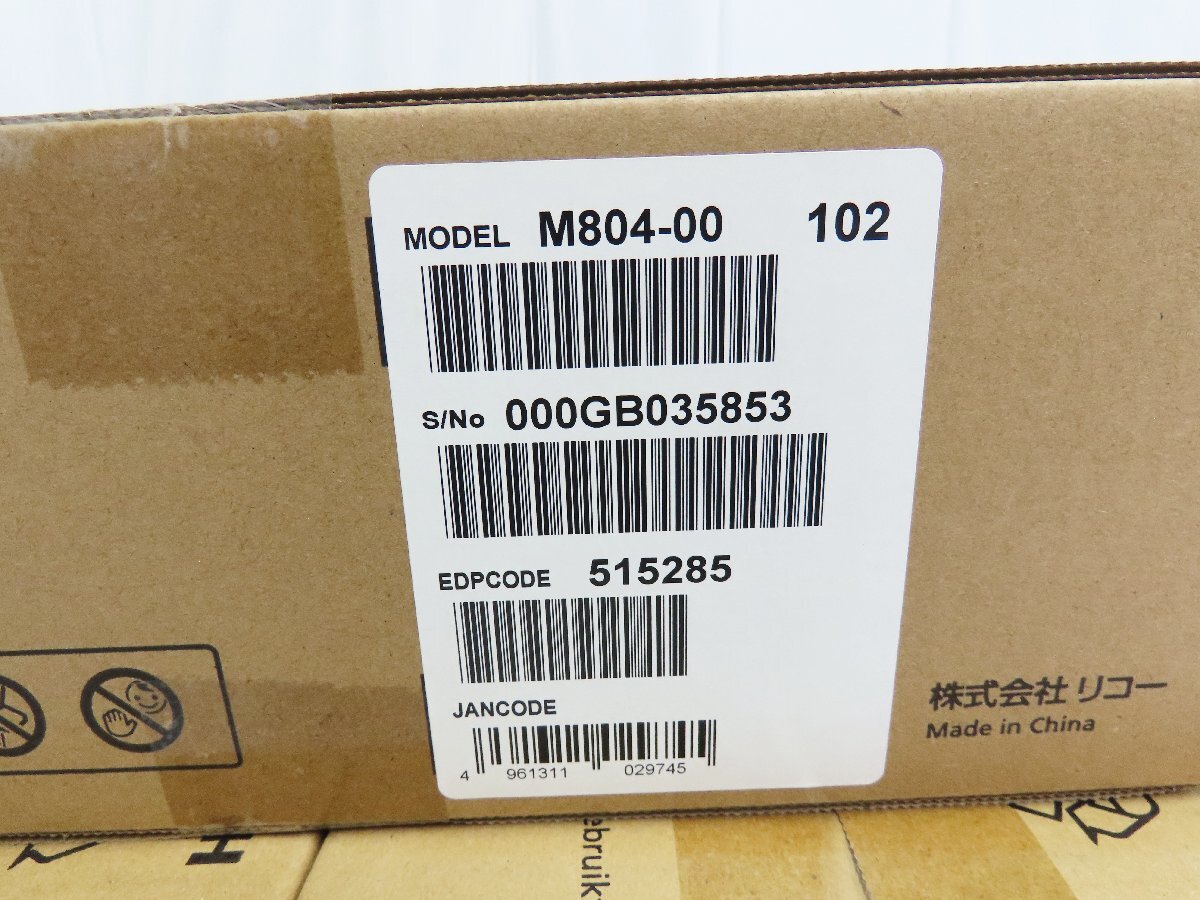 MODEL M804-00 102
S/No 000GB035853
EDPCODE 515285
JANCODE
4 961311 029745
株式会社 リコー
Made in China
H
ebruik